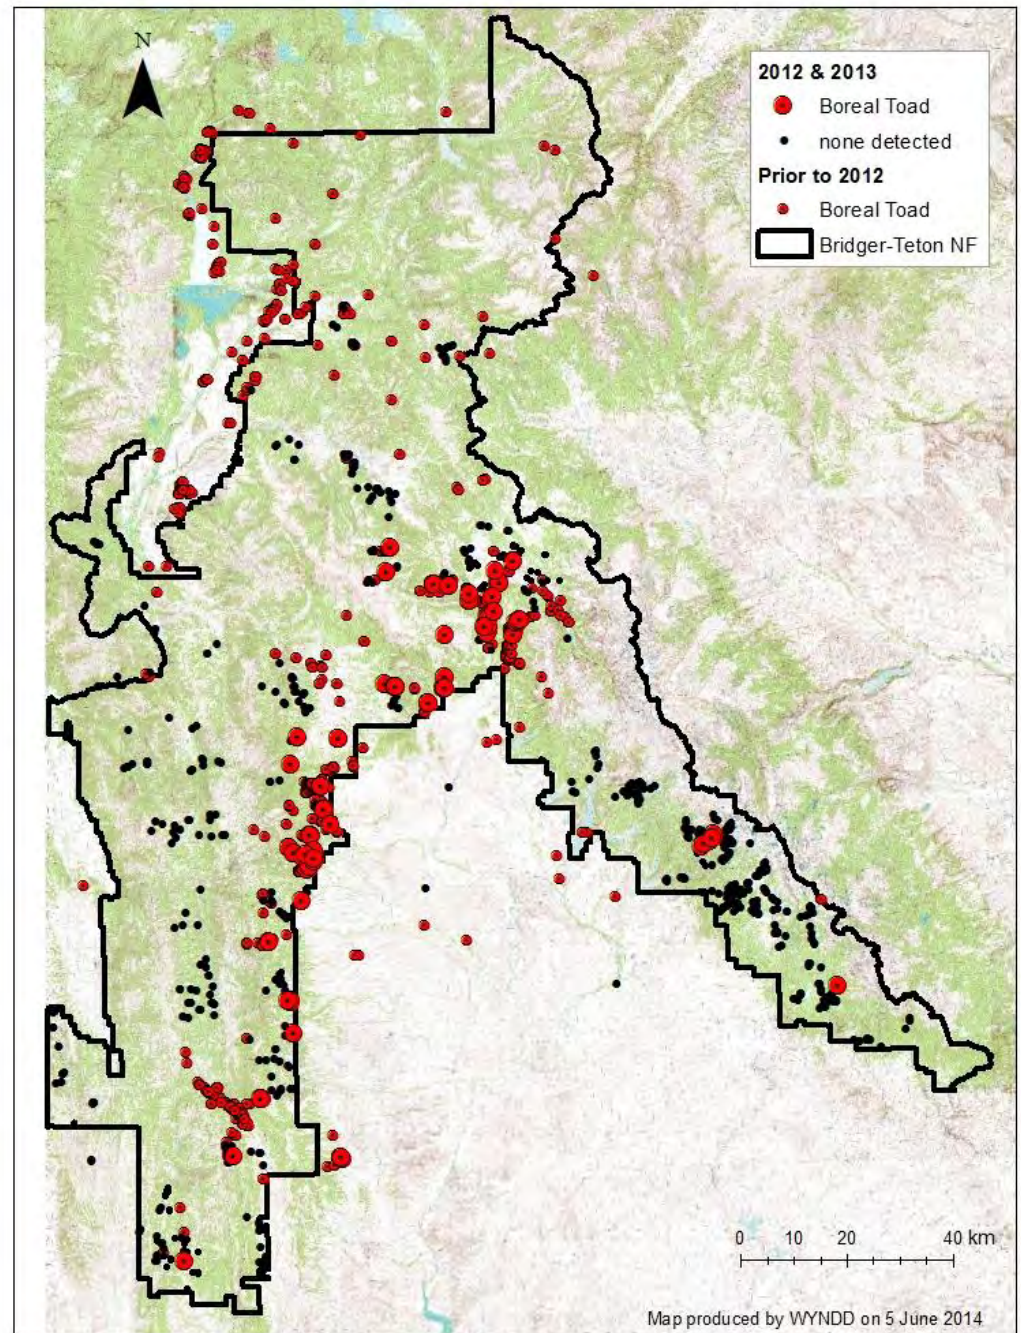 N
2012 & 2013
Boreal Toad
none detected
Prior to 2012
Boreal Toad
Bridger-Teton NF
0 10 20 40 km
Map produced by WYNDD on 5 June 2014